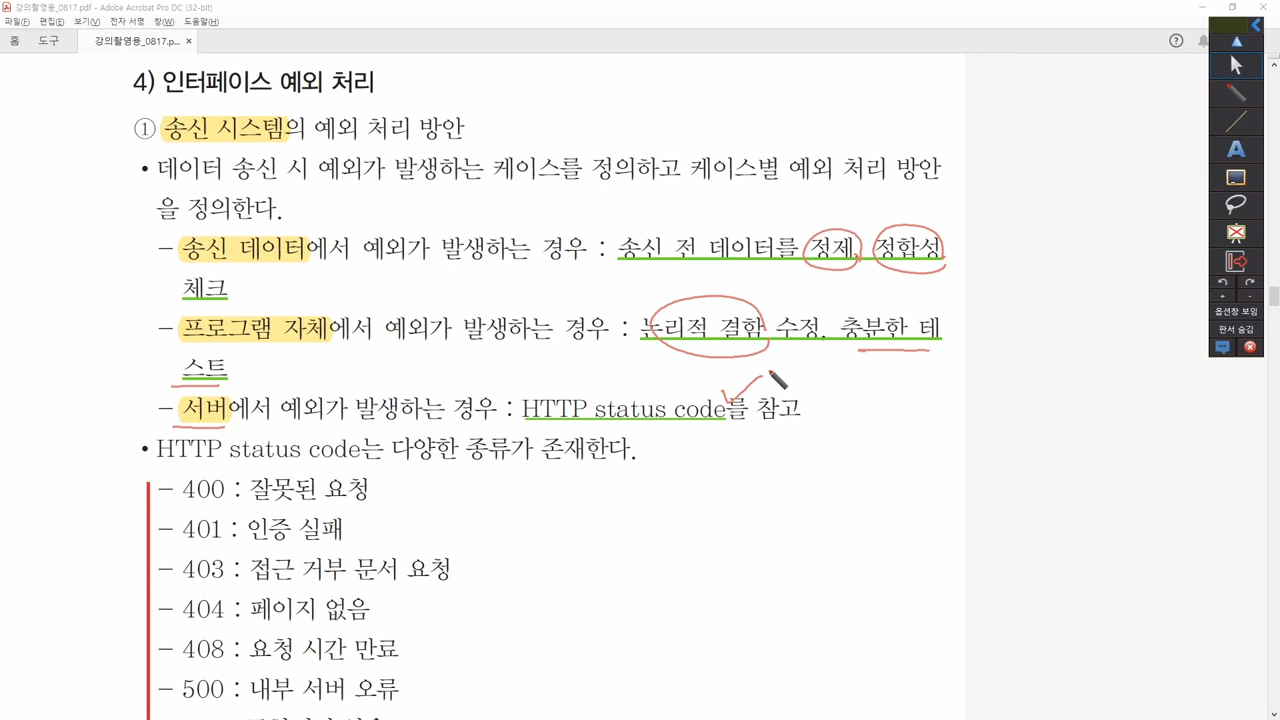 강의촬영용_0817.pdf - Adobe Acrobat Pro DC (32-bit)
파일(F) 편집(E) 보기(V) 전자 서명 창(W) 도움말(H)
홈 도구 강의촬영용_0817.p... ×
4) 인터페이스 예외 처리
① 송신 시스템의 예외 처리 방안
• 데이터 송신 시 예외가 발생하는 케이스를 정의하고 케이스별 예외 처리 방안
을 정의한다.
– 송신 데이터에서 예외가 발생하는 경우 : 송신 전 데이터를 정제, 정합성
체크
– 프로그램 자체에서 예외가 발생하는 경우 : 논리적 결함 수정, 충분한 테
스트
– 서버에서 예외가 발생하는 경우 : HTTP status code를 참고
• HTTP status code는 다양한 종류가 존재한다.
– 400 : 잘못된 요청
– 401 : 인증 실패
– 403 : 접근 거부 문서 요청
– 404 : 페이지 없음
– 408 : 요청 시간 만료
– 500 : 내부 서버 오류
A
+ -
옵션창 보임
판서 숨김